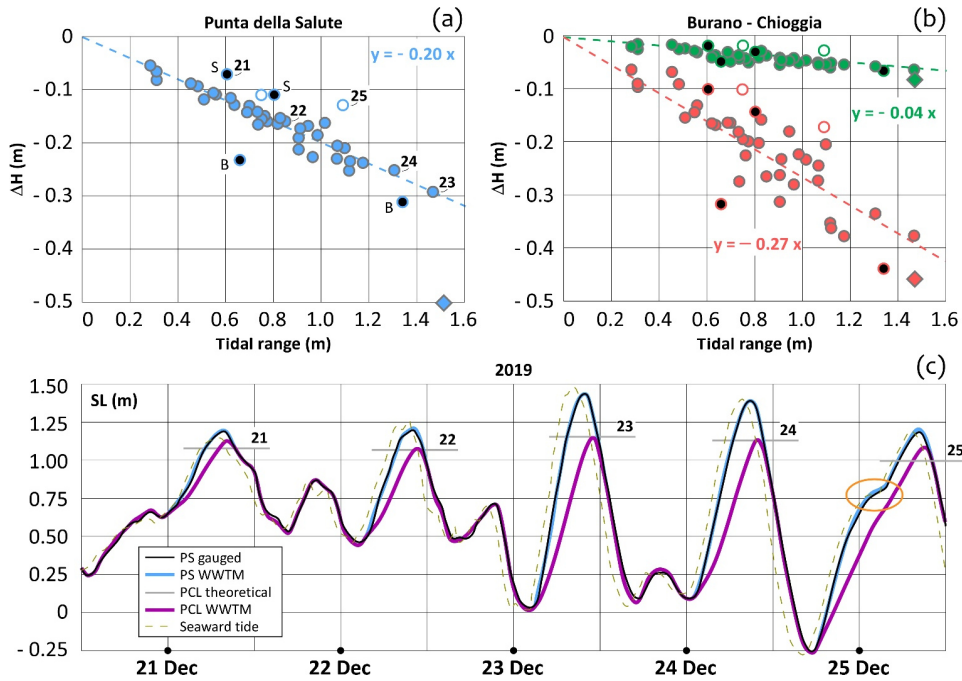 Punta della Salute
(a)
Burano - Chioggia
(b)
0
- 0.1
- 0.2
- 0.3
- 0.4
- 0.5
ΔH (m)
y = - 0.20 x
S
21
S
25
22
B
24
23
B
0 0.2 0.4 0.6 0.8 1.0 1.2 1.4 1.6
Tidal range (m)
0
- 0.1
- 0.2
- 0.3
- 0.4
- 0.5
ΔH (m)
y = - 0.04 x
y = - 0.27 x
0 0.2 0.4 0.6 0.8 1.0 1.2 1.4 1.6
Tidal range (m)
2019
(c)
1.50
1.25
1.00
0.75
0.50
0.25
0
- 0.25
SL (m)
21
22
23
24
25
PS gauged
PS WWTM
PCL theoretical
PCL WWTM
Seaward tide
21 Dec 22 Dec 23 Dec 24 Dec 25 Dec